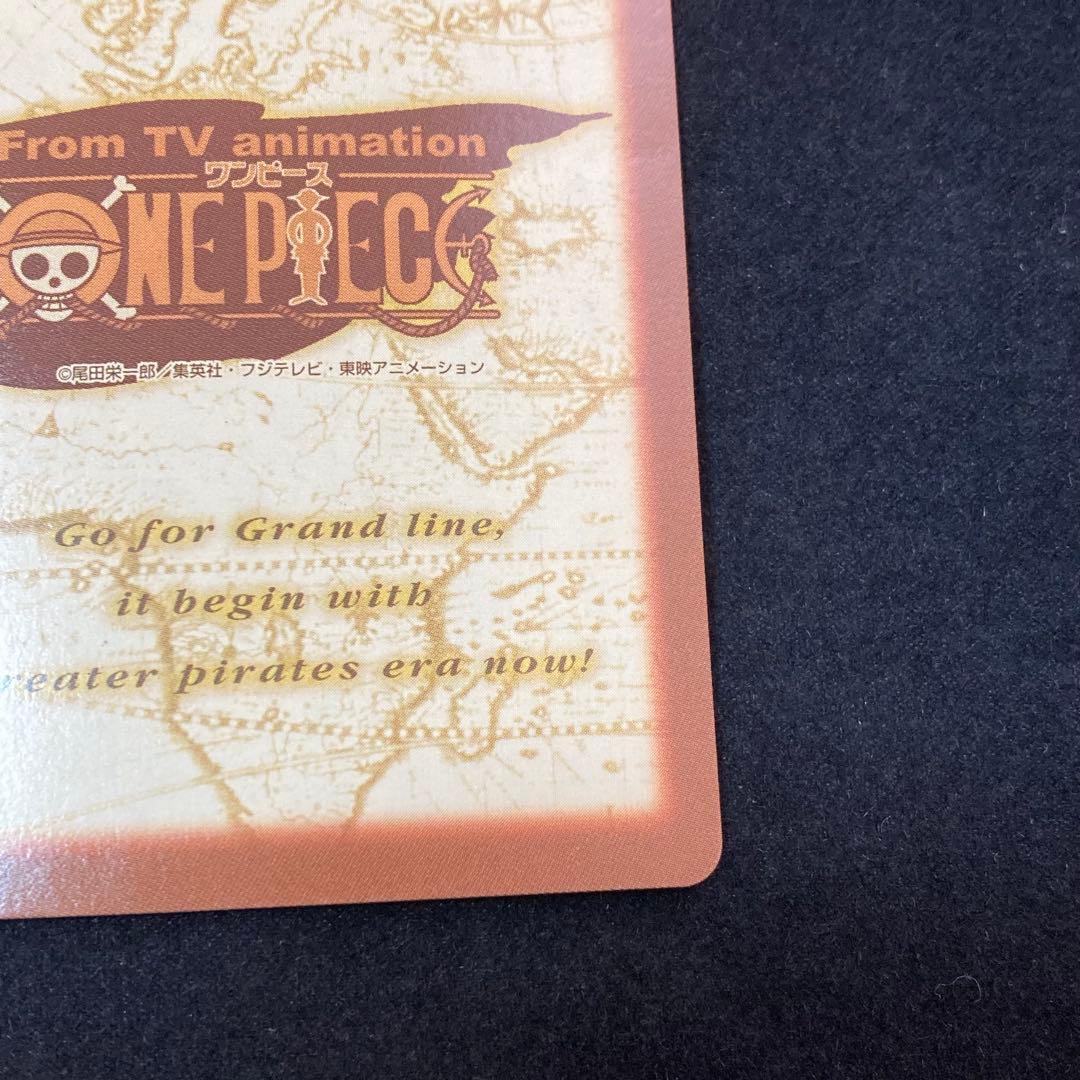 From TV animation
ワンピース
ONE PIECE
©尾田栄一郎/集英社・フジテレビ・東映アニメーション
Go for Grand line,
it begin with
reater pirates era now!